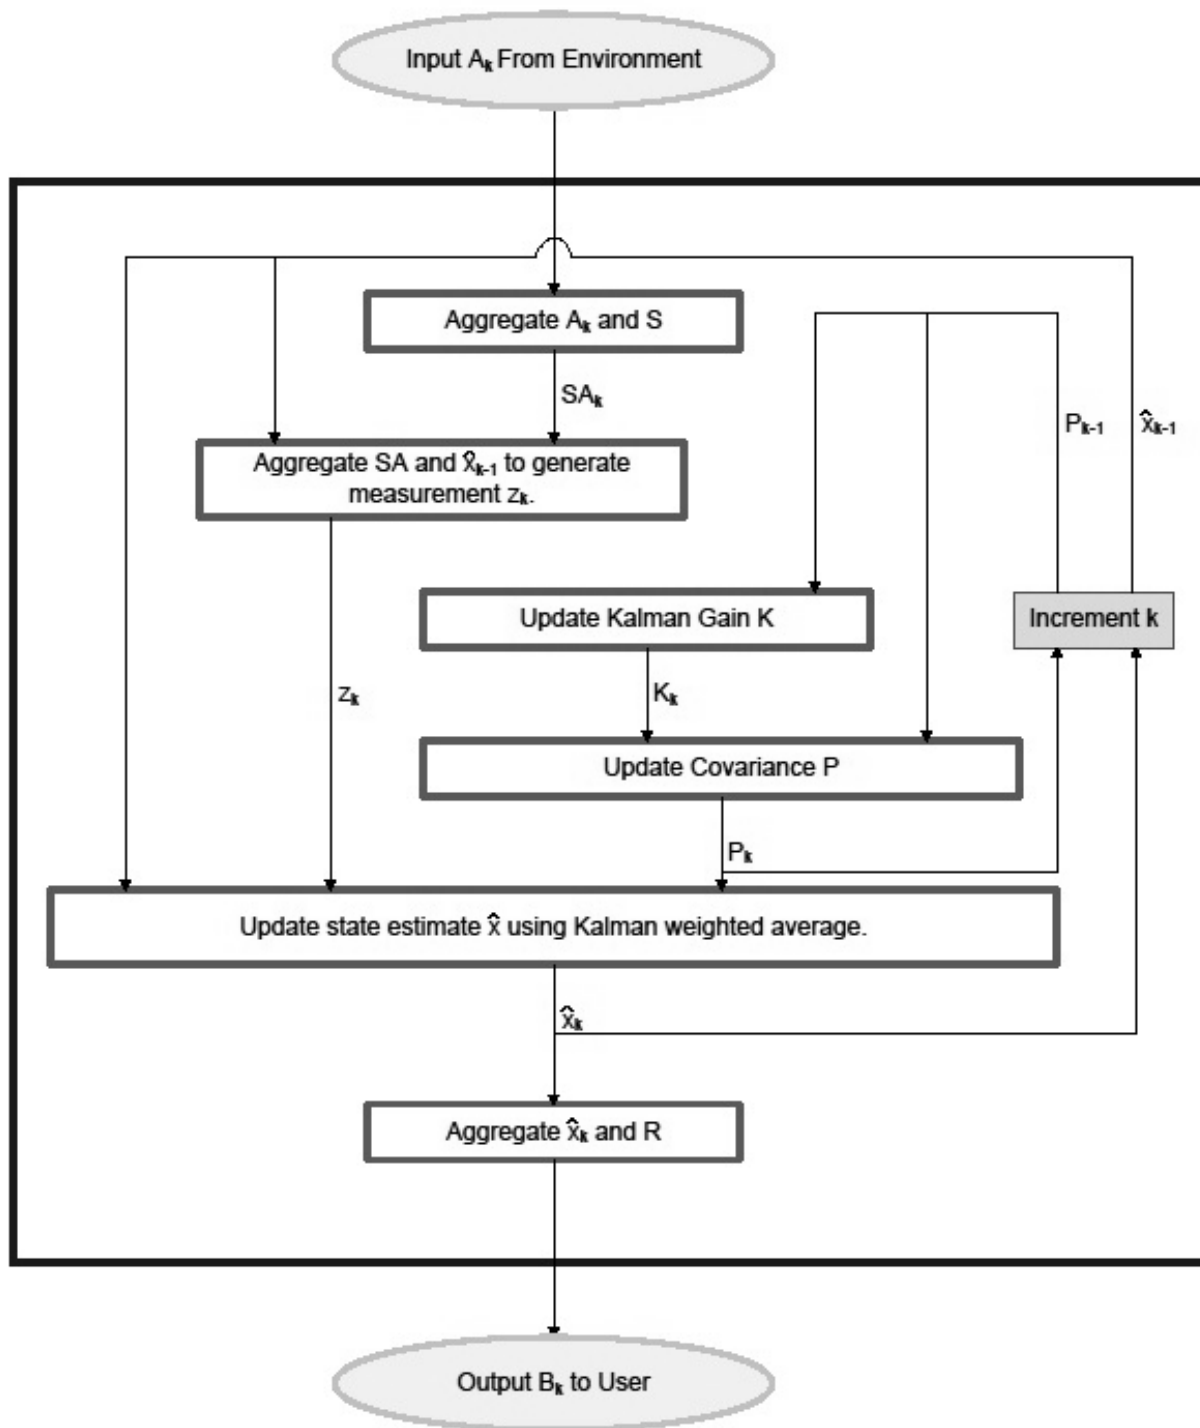 Input Aₖ From Environment
Aggregate Aₖ and S
SAₖ
Pₖ₋₁
x̂ₖ₋₁
Aggregate SA and x̂ₖ₋₁ to generate
measurement zₖ.
Update Kalman Gain K
Increment k
zₖ
Kₖ
Update Covariance P
Pₖ
Update state estimate x̂ using Kalman weighted average.
x̂ₖ
Aggregate x̂ₖ and R
Output Bₖ to User